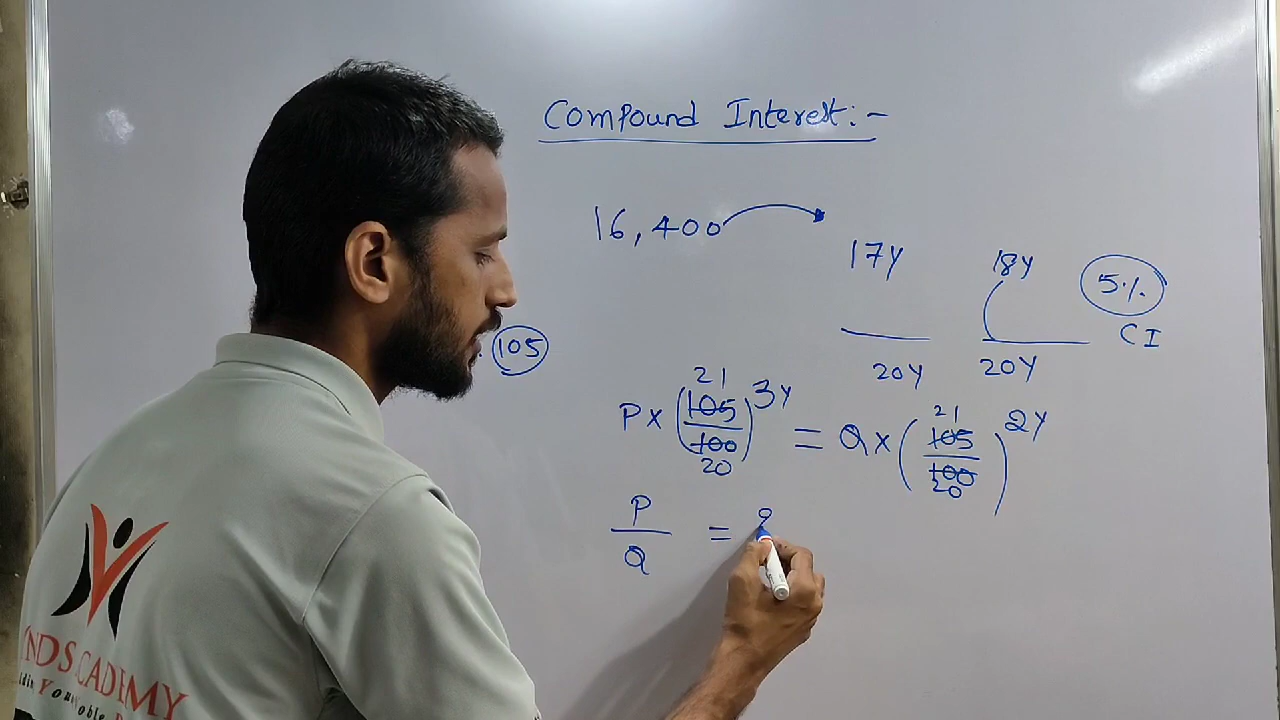 Compound Interest:-
16,400
17Y 18Y 5%
CI
20Y 20Y
105
21 21
P x (105/100)3Y = Q x (105/100)2Y
20 20
P/Q = 2
NDS CADEMY